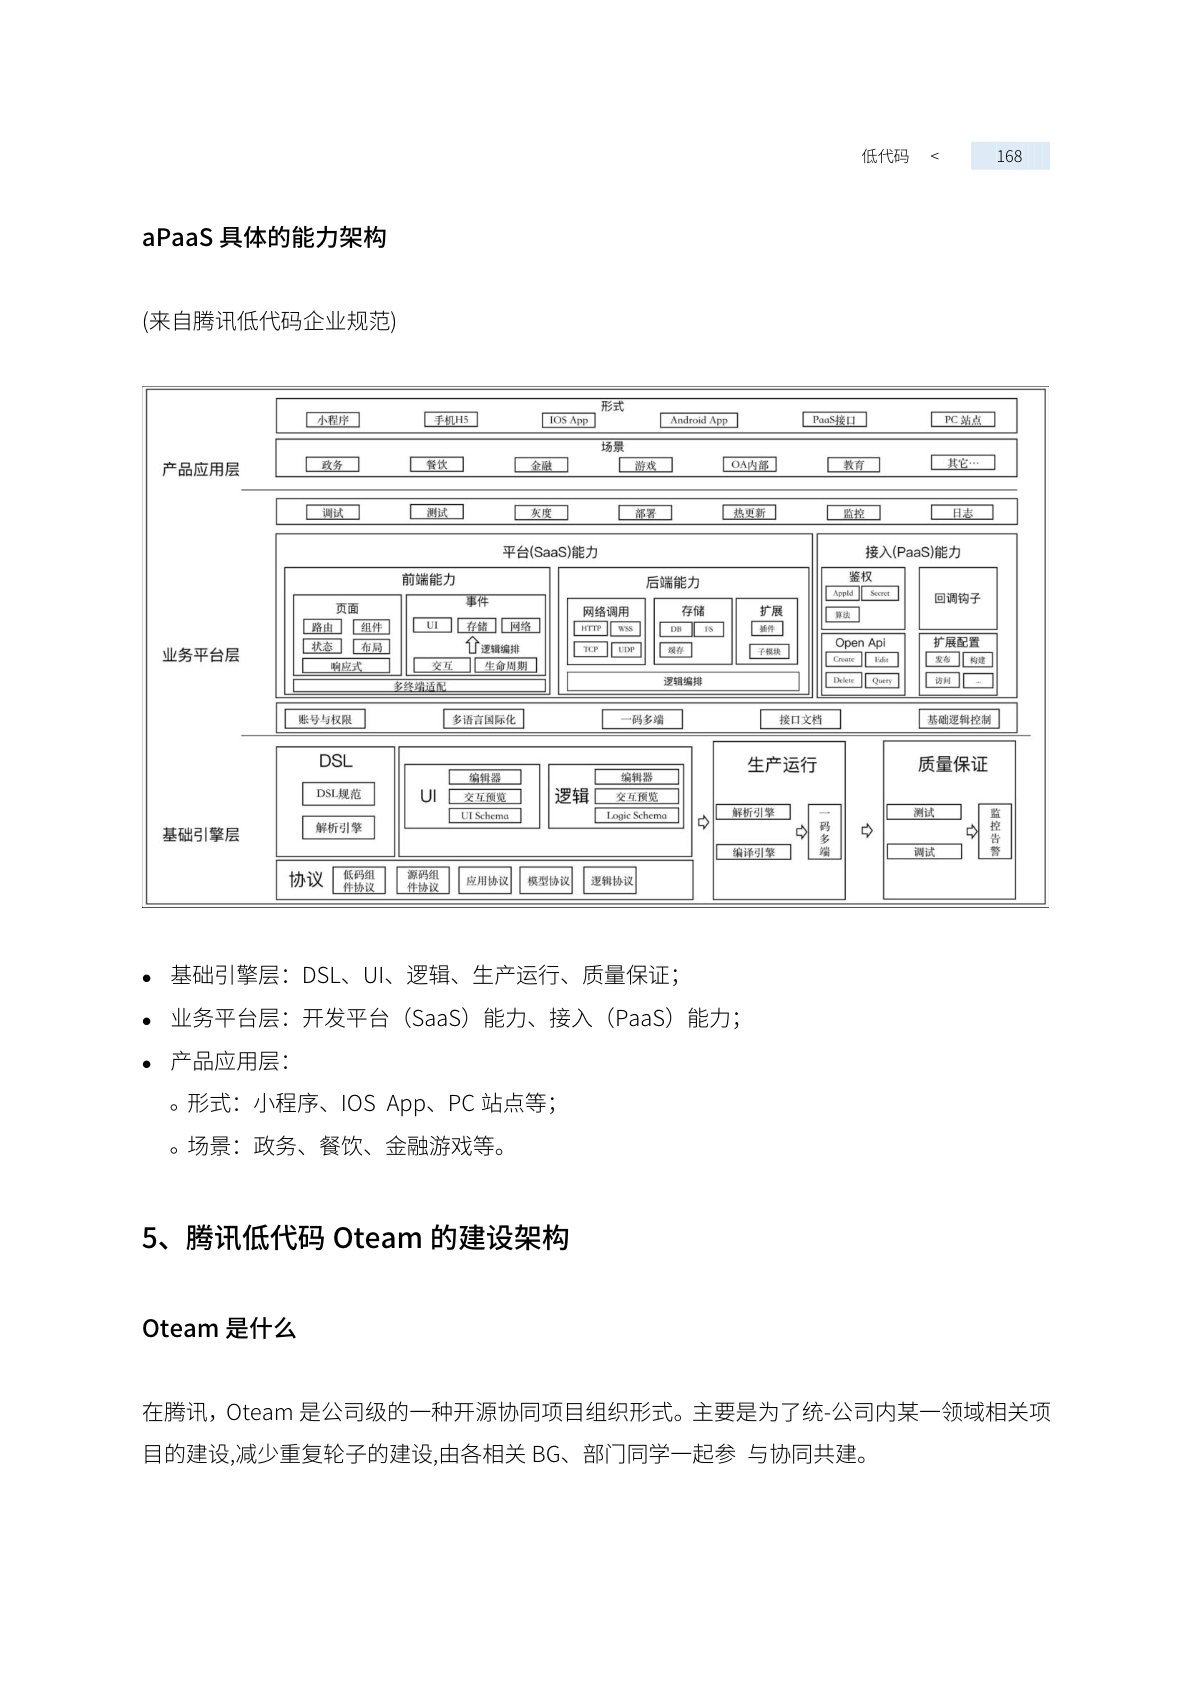 低代码 < 168
aPaaS 具体的能力架构
(来自腾讯低代码企业规范)
形式
小程序 手机H5 IOS App Android App PaaS接口 PC 站点
场景
产品应用层
政务 餐饮 金融 游戏 OA内部 教育 其它…
调试 测试 灰度 部署 热更新 监控 日志
平台(SaaS)能力
接入(PaaS)能力
前端能力
后端能力
页面
路由 组件
状态 布局
响应式
事件
UI 存储 网络
逻辑编排
交互 生命周期
多终端适配
网络调用
HTTP WSS
TCP UDP
存储
DB FS
缓存
扩展
插件
子模块
逻辑编排
鉴权
AppId Secret
算法
回调钩子
Open Api
Create Edit
Delete Query
扩展配置
发布 构建
访问 ...
业务平台层
账号与权限 多语言国际化 一码多端 接口文档 基础逻辑控制
DSL
DSL规范
解析引擎
UI
编辑器
交互预览
UI Schema
逻辑
编辑器
交互预览
Logic Schema
生产运行
解析引擎
编译引擎
一码多端
质量保证
测试
调试
监控告警
基础引擎层
协议
低码组件协议
源码组件协议
应用协议 模型协议 逻辑协议
● 基础引擎层：DSL、UI、逻辑、生产运行、质量保证；
● 业务平台层：开发平台（SaaS）能力、接入（PaaS）能力；
● 产品应用层：
o 形式：小程序、IOS App、PC 站点等；
o 场景：政务、餐饮、金融游戏等。
5、腾讯低代码 Oteam 的建设架构
Oteam 是什么
在腾讯，Oteam 是公司级的一种开源协同项目组织形式。主要是为了统-公司内某一领域相关项
目的建设,减少重复轮子的建设,由各相关 BG、部门同学一起参 与协同共建。